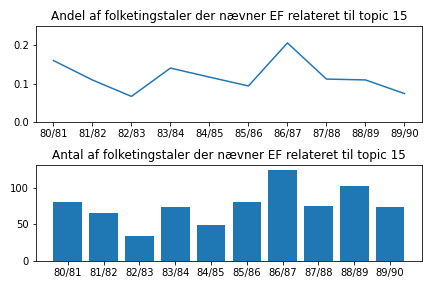 Andel af folketingstaler der nævner EF relateret til topic 15
0.2
0.1
0.0
80/81 81/82 82/83 83/84 84/85 85/86 86/87 87/88 88/89 89/90
Antal af folketingstaler der nævner EF relateret til topic 15
100
50
0
80/81 81/82 82/83 83/84 84/85 85/86 86/87 87/88 88/89 89/90